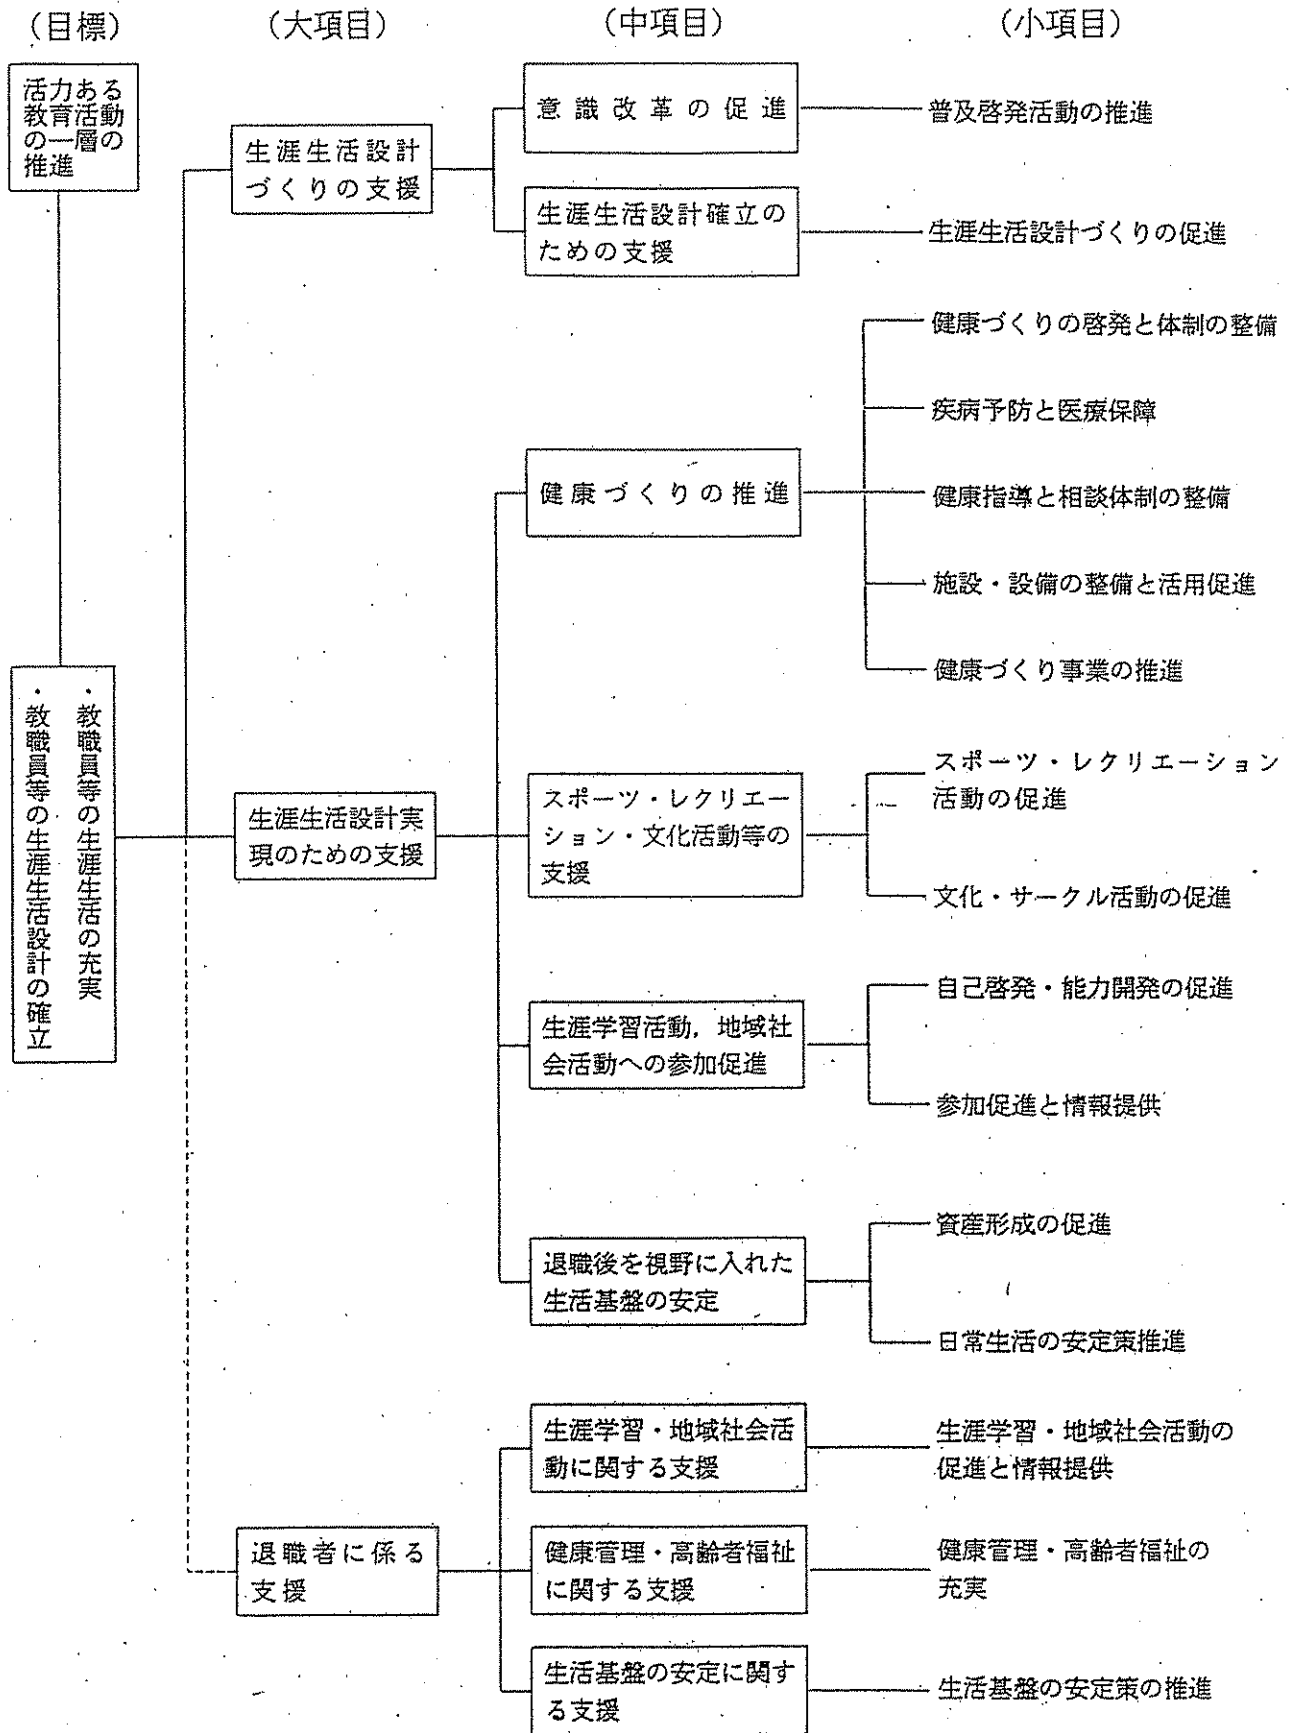 (目標)
(大項目)
(中項目)
(小項目)
活力ある
教育活動
の一層の
推進
・教職員等の生涯生活の充実
・教職員等の生涯生活設計の確立
生涯生活設計
づくりの支援
意識改革の促進
普及啓発活動の推進
生涯生活設計確立の
ための支援
生涯生活設計づくりの促進
生涯生活設計実
現のための支援
健康づくりの推進
健康づくりの啓発と体制の整備
疾病予防と医療保障
健康指導と相談体制の整備
施設・設備の整備と活用促進
健康づくり事業の推進
スポーツ・レクリエー
ション・文化活動等の
支援
スポーツ・レクリエーション
活動の促進
文化・サークル活動の促進
生涯学習活動,地域社
会活動への参加促進
自己啓発・能力開発の促進
参加促進と情報提供
退職後を視野に入れた
生活基盤の安定
資産形成の促進
日常生活の安定策推進
退職者に係る
支援
生涯学習・地域社会活
動に関する支援
生涯学習・地域社会活動の
促進と情報提供
健康管理・高齢者福祉
に関する支援
健康管理・高齢者福祉の
充実
生活基盤の安定に関す
る支援
生活基盤の安定策の推進